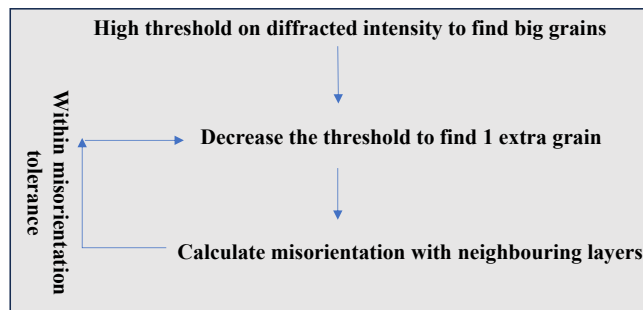 High threshold on diffracted intensity to find big grains
Decrease the threshold to find 1 extra grain
Calculate misorientation with neighbouring layers
Within misorientation
tolerance